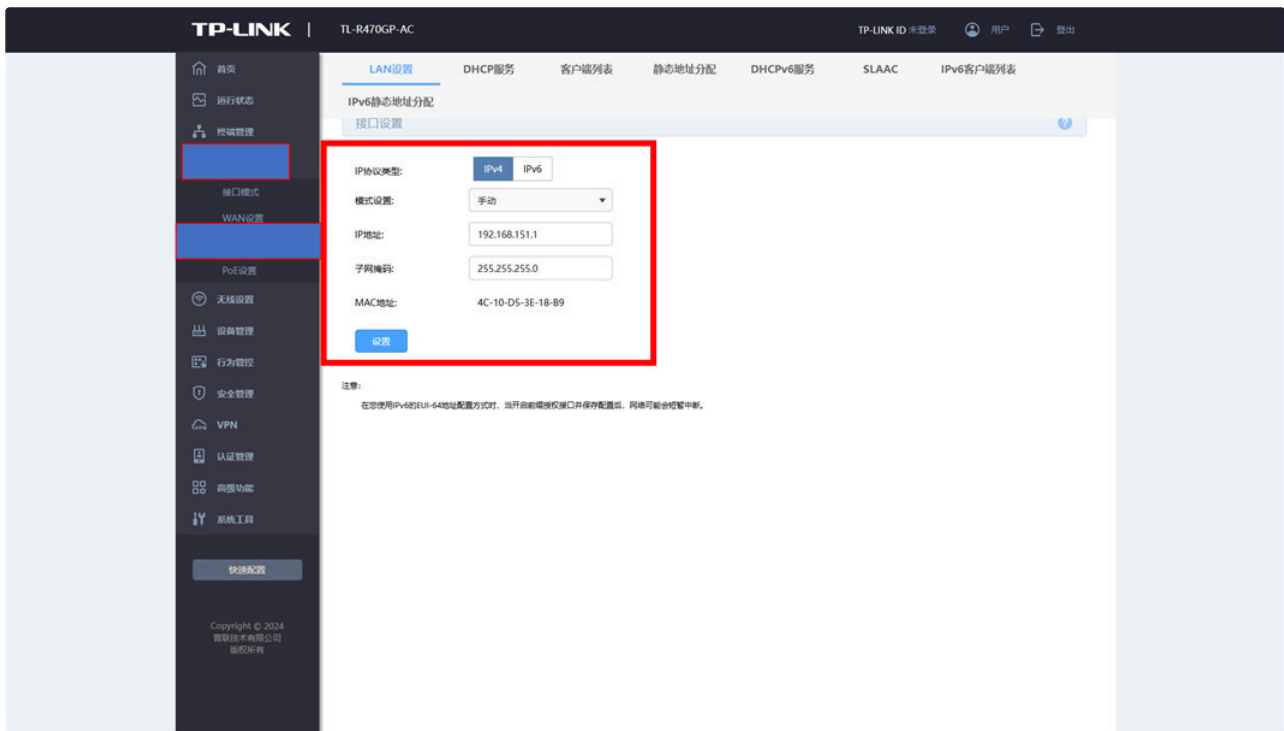 TP-LINK | TL-R470GP-AC TP-LINK ID 未登录 用户 登出
首页
运行状态
终端管理
接口模式
WAN设置
PoE设置
无线设置
设备管理
行为管控
安全管理
VPN
认证管理
高级功能
系统工具
快速配置
Copyright © 2024
普联技术有限公司
版权所有
LAN设置 DHCP服务 客户端列表 静态地址分配 DHCPv6服务 SLAAC IPv6客户端列表
IPv6静态地址分配
接口设置 ?
IP协议类型: IPv4 IPv6
模式设置: 手动
IP地址: 192.168.151.1
子网掩码: 255.255.255.0
MAC地址: 4C-10-D5-3E-18-B9
设置
注意:
在您使用IPv6的EUI-64地址配置方式时，当开启前缀授权接口并保存配置后，网络可能会短暂中断。